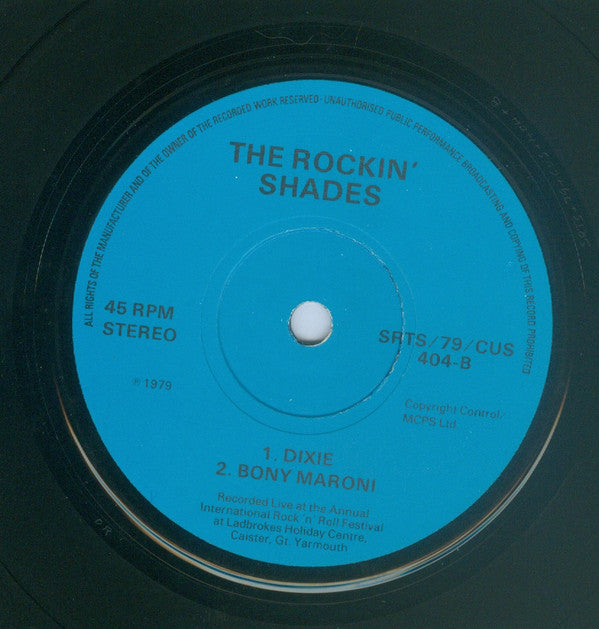 ALL RIGHTS OF THE MANUFACTURER AND OF THE OWNER OF THE RECORDED WORK RESERVED · UNAUTHORISED PUBLIC PERFORMANCE BROADCASTING AND COPYING OF THIS RECORD PROHIBITED
THE ROCKIN'
SHADES
45 RPM
STEREO
℗ 1979
SRTS/79/CUS
404-B
Copyright Control/
MCPS Ltd.
1. DIXIE
2. BONY MARONI
Recorded Live at the Annual
International Rock 'n' Roll Festival
at Ladbrokes Holiday Centre,
Caister, Gt. Yarmouth